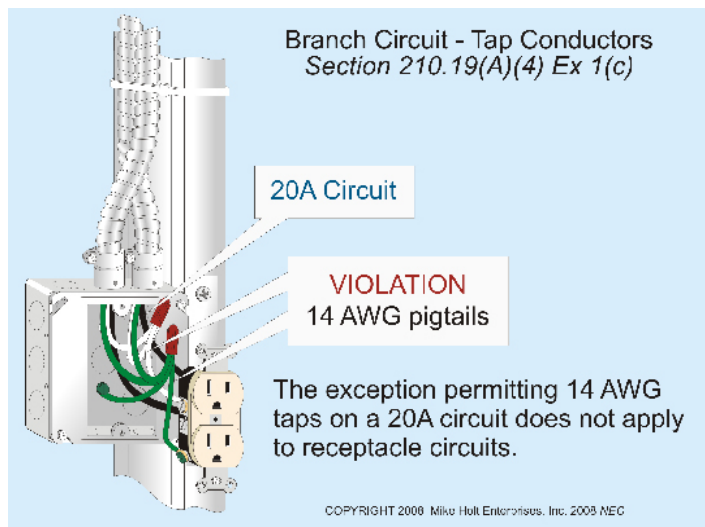 Branch Circuit - Tap Conductors
Section 210.19(A)(4) Ex 1(c)
20A Circuit
VIOLATION
14 AWG pigtails
The exception permitting 14 AWG
taps on a 20A circuit does not apply
to receptacle circuits.
COPYRIGHT 2008 Mike Holt Enterprises, Inc. 2008 NEC